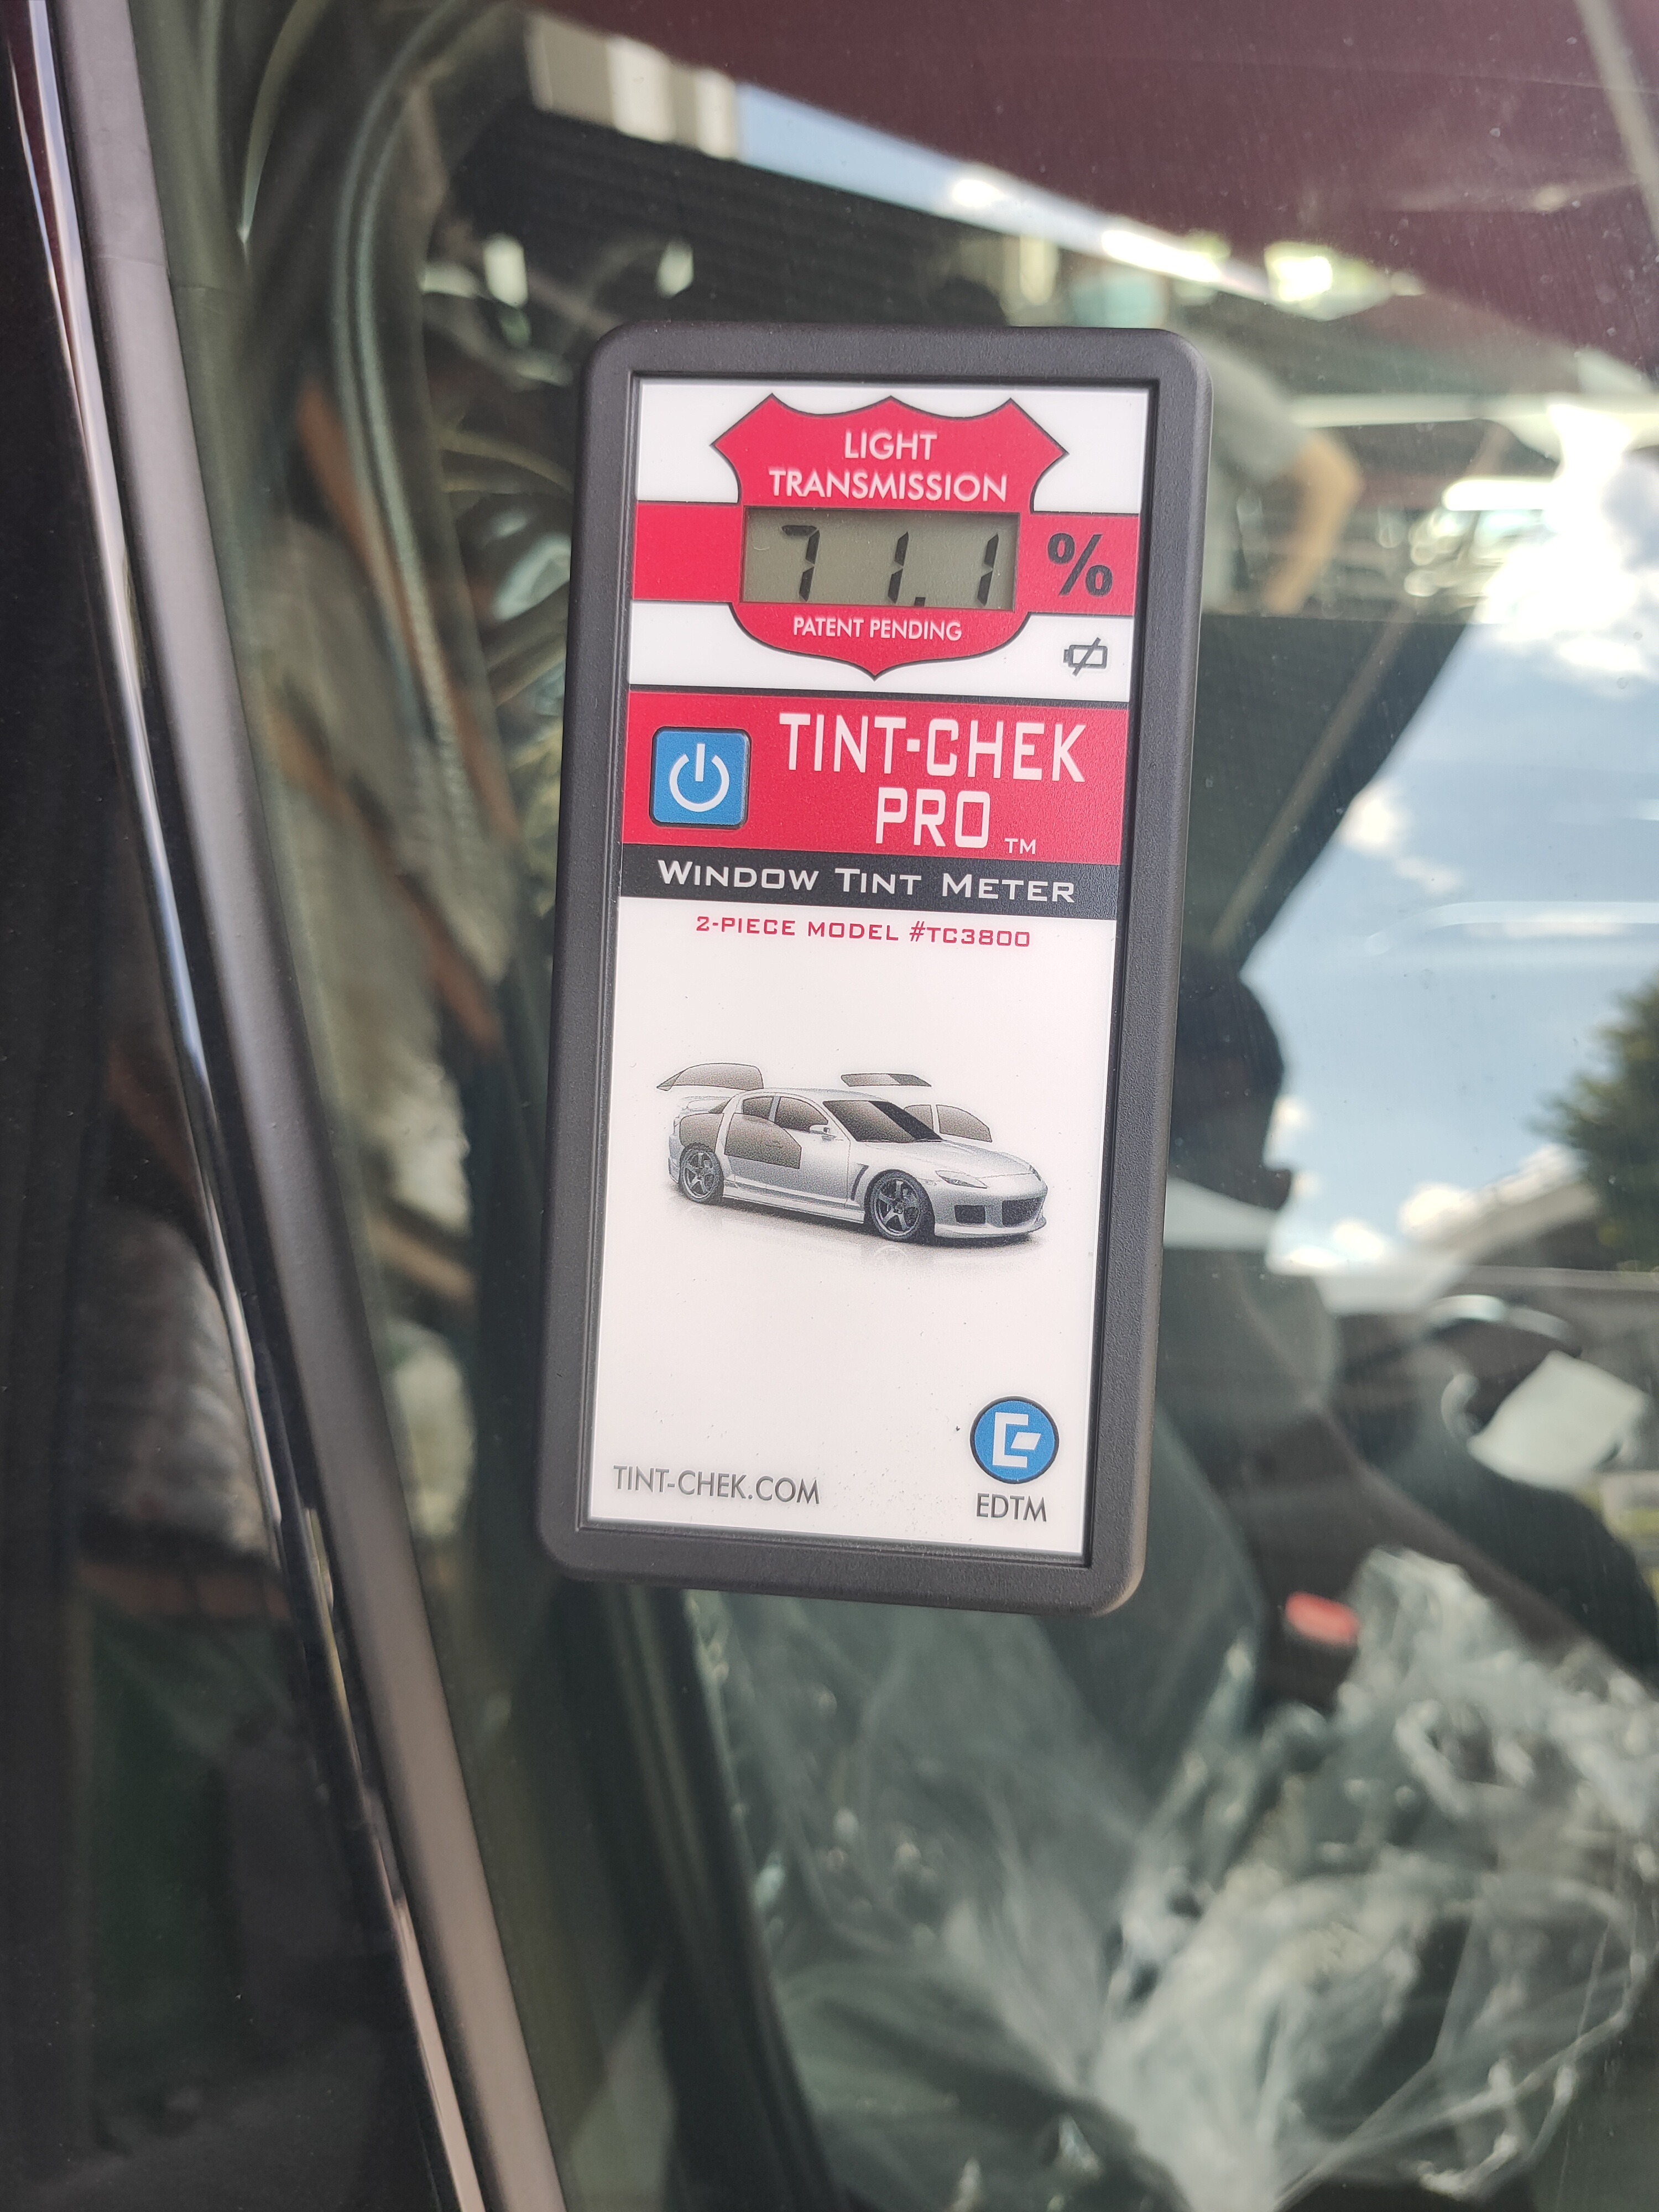 LIGHT
TRANSMISSION
71.1 %
PATENT PENDING
TINT-CHEK
PRO TM
WINDOW TINT METER
2-PIECE MODEL #TC3800
TINT-CHEK.COM
EDTM